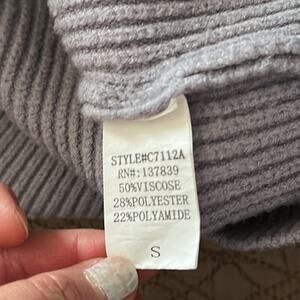 STYLE#C7112A
RN#:137839
50%VISCOSE
28%POLYESTER
22%POLYAMIDE
S